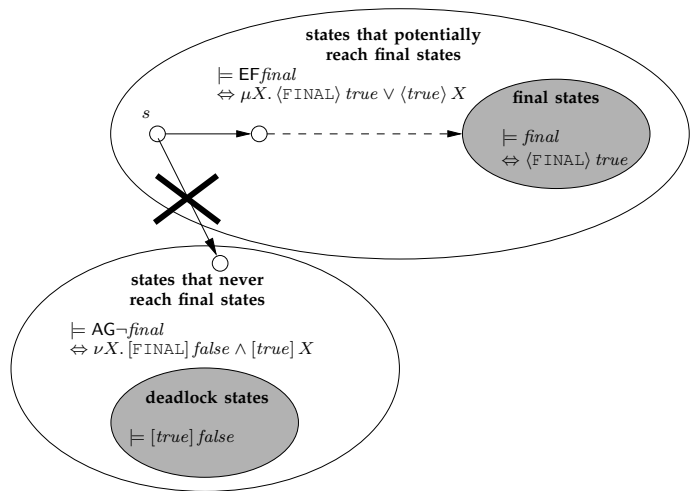 states that potentially
reach final states
⊨ EFfinal
⇔ μX. ⟨FINAL⟩ true ∨ ⟨true⟩ X
final states
s
⊨ final
⇔ ⟨FINAL⟩ true
states that never
reach final states
⊨ AG¬final
⇔ νX. [FINAL] false ∧ [true] X
deadlock states
⊨ [true] false